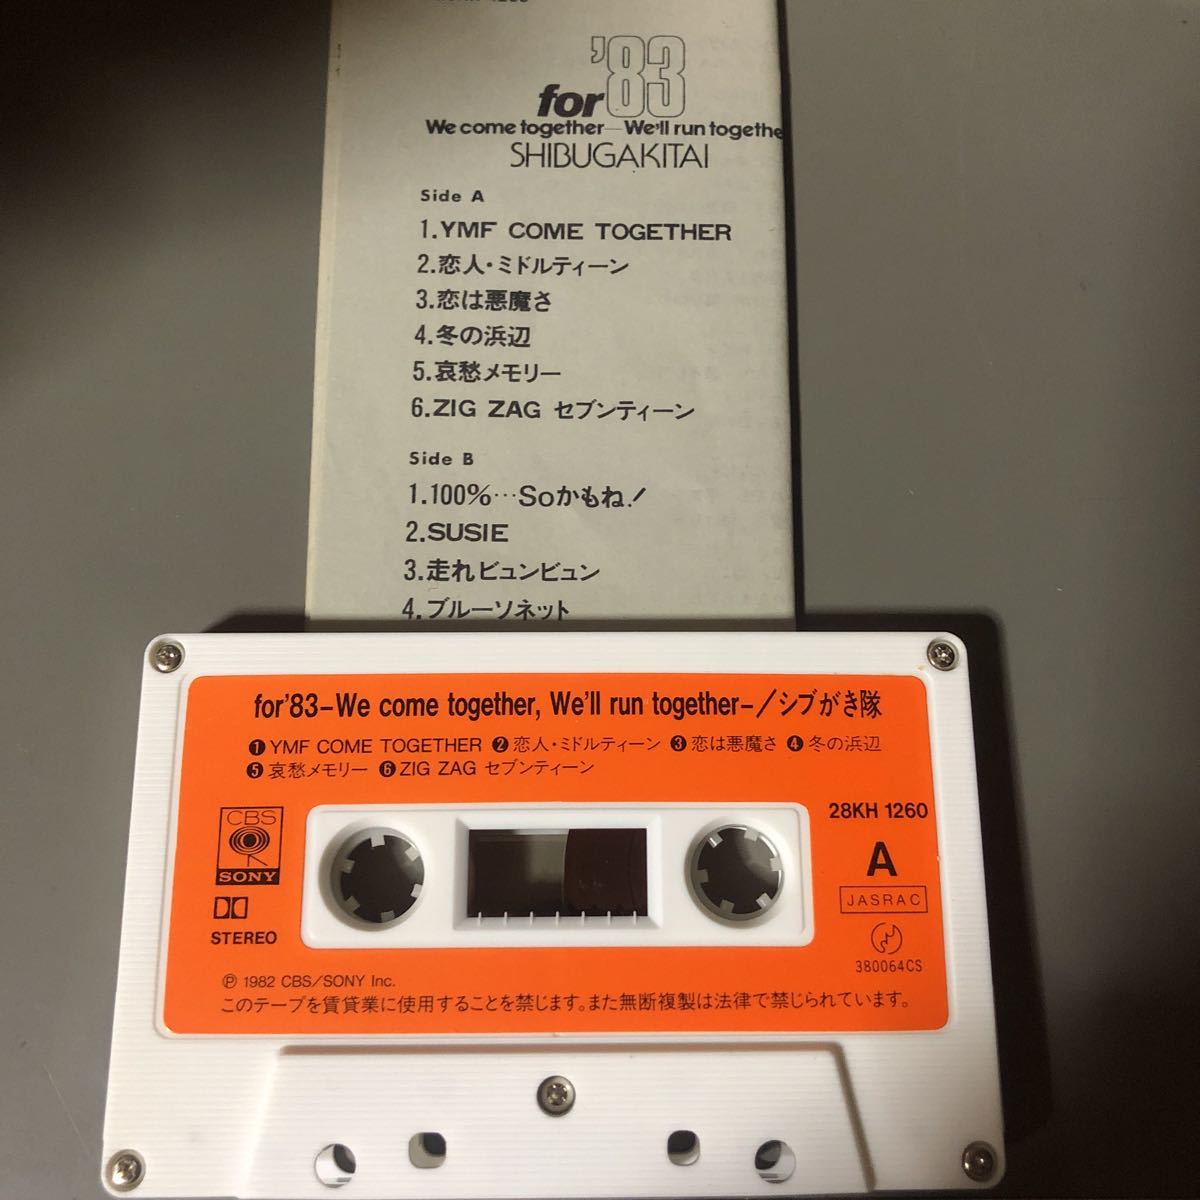 '83
for
We come together—We'll run togethe
SHIBUGAKITAI
Side A
1.YMF COME TOGETHER
2.恋人・ミドルティーン
3.恋は悪魔さ
4.冬の浜辺
5.哀愁メモリー
6.ZIG ZAG セブンティーン
Side B
1.100%…Soかもね!
2.SUSIE
3.走れビュンビュン
4.ブルーソネット
for'83-We come together, We'll run together-/シブがき隊
❶YMF COME TOGETHER ❷恋人・ミドルティーン ❸恋は悪魔さ ❹冬の浜辺
❺哀愁メモリー ❻ZIG ZAG セブンティーン
CBS
SONY
STEREO
28KH 1260
A
JASRAC
380064CS
Ⓟ 1982 CBS/SONY Inc.
このテープを賃貸業に使用することを禁じます。また無断複製は法律で禁じられています。